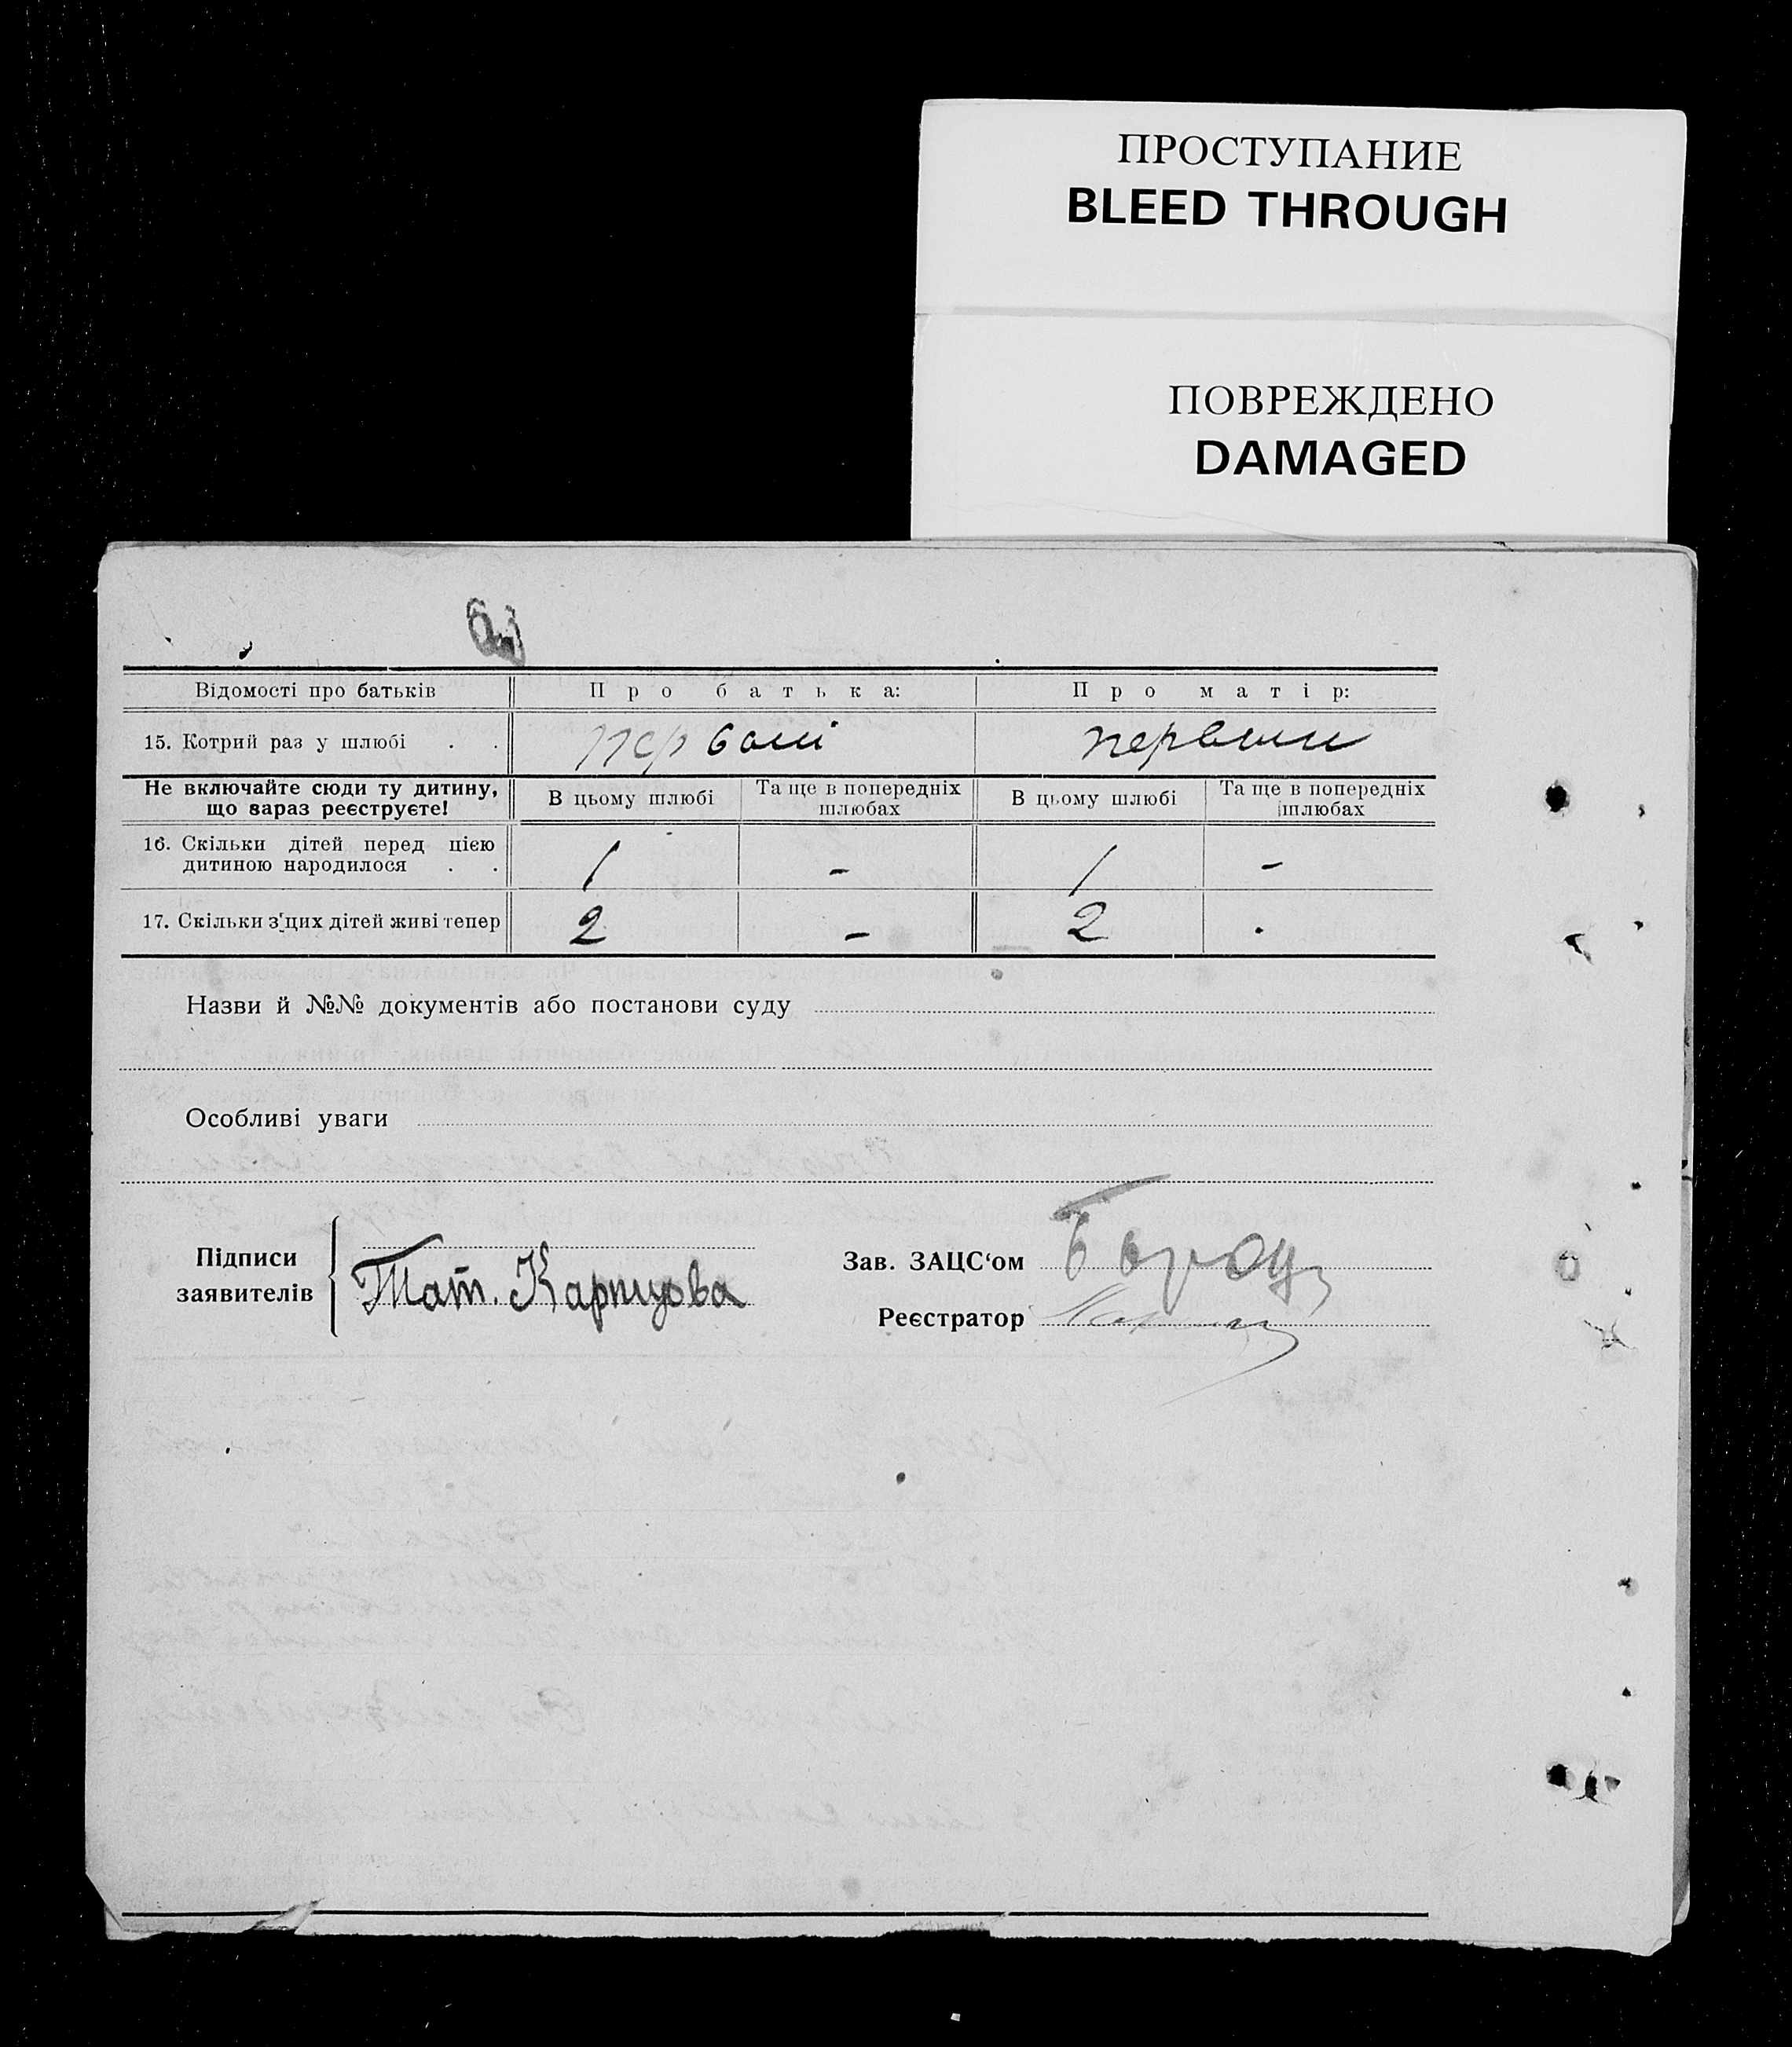 ПРОСТУПАНИЕ
BLEED THROUGH
ПОВРЕЖДЕНО
DAMAGED
Відомості про батьків Про батька: Про матір:
15. Котрий раз у шлюбі . . первий первий
Не включайте сюди ту дитину, що зараз реєструєте! В цьому шлюбі Та ще в попередніх шлюбах В цьому шлюбі Та ще в попередніх шлюбах
16. Скільки дітей перед цією дитиною народилося . . 1 - 1 -
17. Скільки з цих дітей живі тепер 2 - 2 -
Назви й №№ документів або постанови суду
Особливі уваги
Підписи заявителів Тат. Карпцова
Зав. ЗАЦС'ом
Реєстратор